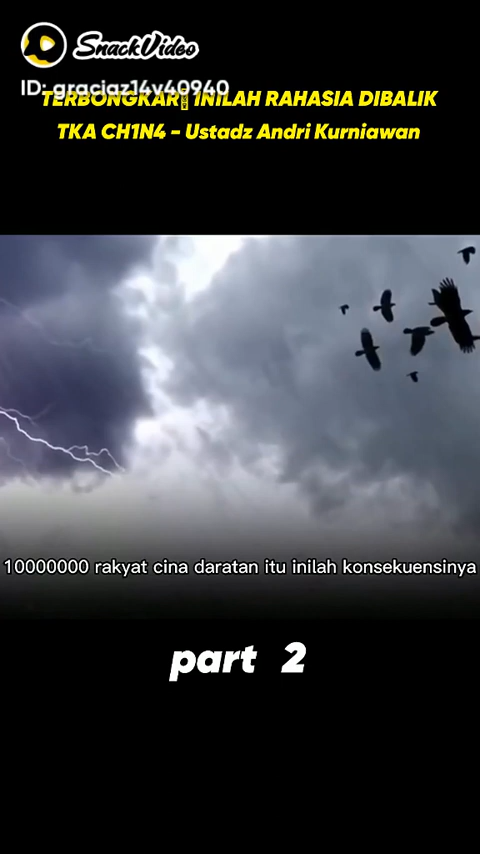 SnackVideo
ID: graciaz14v40940
TERBONGKAR INILAH RAHASIA DIBALIK
TKA CH1N4 - Ustadz Andri Kurniawan
10000000 rakyat cina daratan itu inilah konsekuensinya
part 2